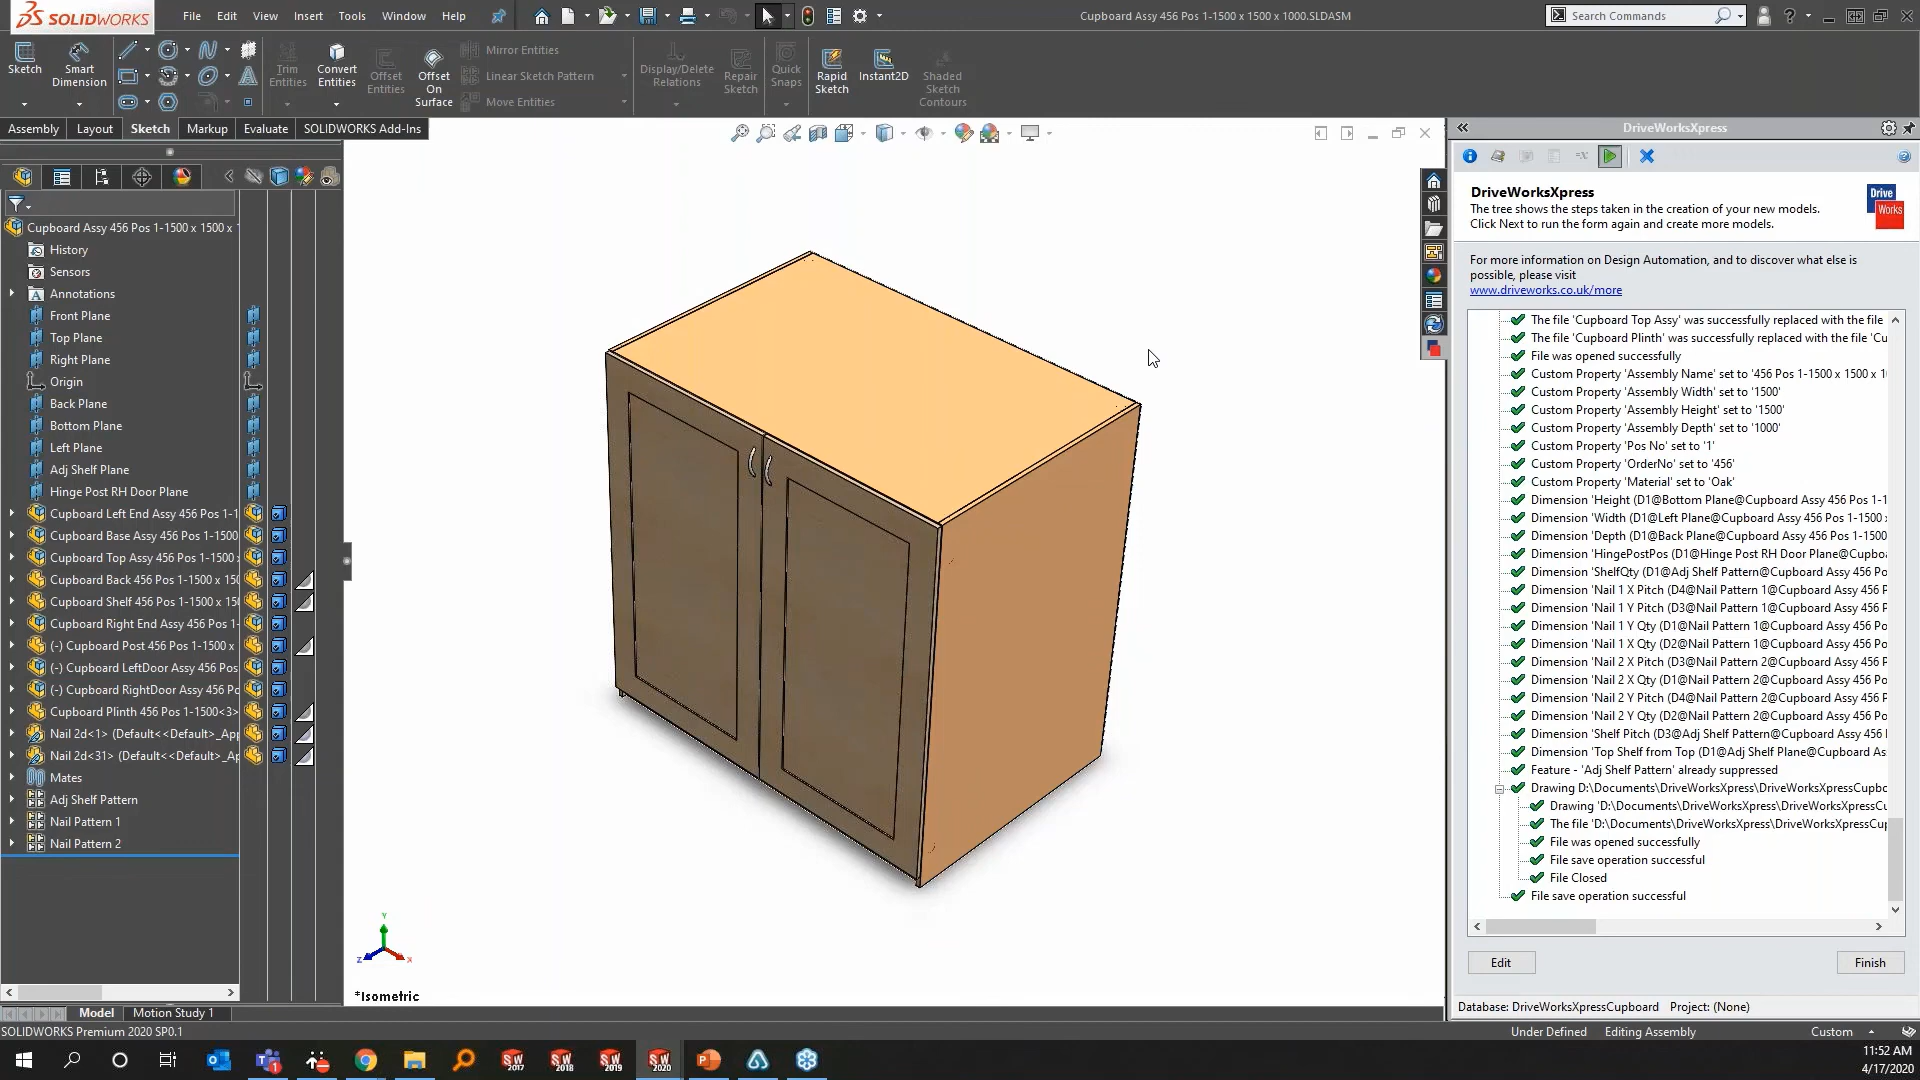 SOLIDWORKS
File Edit View Insert Tools Window Help
Cupboard Assy 456 Pos 1-1500 x 1500 x 1000.SLDASM
Search Commands
Sketch
Smart Dimension
Trim Entities
Convert Entities
Offset Entities
Offset On Surface
Mirror Entities
Linear Sketch Pattern
Move Entities
Display/Delete Relations
Repair Sketch
Quick Snaps
Rapid Sketch
Instant2D
Shaded Sketch Contours
Assembly Layout Sketch Markup Evaluate SOLIDWORKS Add-Ins
Cupboard Assy 456 Pos 1-1500 x 1500 x
History
Sensors
Annotations
Front Plane
Top Plane
Right Plane
Origin
Back Plane
Bottom Plane
Left Plane
Adj Shelf Plane
Hinge Post RH Door Plane
Cupboard Left End Assy 456 Pos 1-1
Cupboard Base Assy 456 Pos 1-1500
Cupboard Top Assy 456 Pos 1-1500
Cupboard Back 456 Pos 1-1500 x 150
Cupboard Shelf 456 Pos 1-1500 x 150
Cupboard Right End Assy 456 Pos 1-
(-) Cupboard Post 456 Pos 1-1500 x
(-) Cupboard LeftDoor Assy 456 Pos
(-) Cupboard RightDoor Assy 456 Po
Cupboard Plinth 456 Pos 1-1500<3>
Nail 2d<1> (Default<<Default>_App
Nail 2d<31> (Default<<Default>_Ap
Mates
Adj Shelf Pattern
Nail Pattern 1
Nail Pattern 2
Y
Z
X
*Isometric
DriveWorksXpress
DriveWorksXpress
The tree shows the steps taken in the creation of your new models.
Click Next to run the form again and create more models.
Drive
Works
For more information on Design Automation, and to discover what else is
possible, please visit
www.driveworks.co.uk/more
The file 'Cupboard Top Assy' was successfully replaced with the file
The file 'Cupboard Plinth' was successfully replaced with the file 'Cu
File was opened successfully
Custom Property 'Assembly Name' set to '456 Pos 1-1500 x 1500 x 1
Custom Property 'Assembly Width' set to '1500'
Custom Property 'Assembly Height' set to '1500'
Custom Property 'Assembly Depth' set to '1000'
Custom Property 'Pos No' set to '1'
Custom Property 'OrderNo' set to '456'
Custom Property 'Material' set to 'Oak'
Dimension 'Height (D1@Bottom Plane@Cupboard Assy 456 Pos 1-1
Dimension 'Width (D1@Left Plane@Cupboard Assy 456 Pos 1-1500
Dimension 'Depth (D1@Back Plane@Cupboard Assy 456 Pos 1-1500
Dimension 'HingePostPos (D1@Hinge Post RH Door Plane@Cupbo
Dimension 'ShelfQty (D1@Adj Shelf Pattern@Cupboard Assy 456 Po
Dimension 'Nail 1 X Pitch (D4@Nail Pattern 1@Cupboard Assy 456 F
Dimension 'Nail 1 Y Pitch (D3@Nail Pattern 1@Cupboard Assy 456 F
Dimension 'Nail 1 Y Qty (D1@Nail Pattern 1@Cupboard Assy 456 Po
Dimension 'Nail 1 X Qty (D2@Nail Pattern 1@Cupboard Assy 456 Po
Dimension 'Nail 2 X Pitch (D3@Nail Pattern 2@Cupboard Assy 456 F
Dimension 'Nail 2 X Qty (D1@Nail Pattern 2@Cupboard Assy 456 Po
Dimension 'Nail 2 Y Pitch (D4@Nail Pattern 2@Cupboard Assy 456 F
Dimension 'Nail 2 Y Qty (D2@Nail Pattern 2@Cupboard Assy 456 Po
Dimension 'Shelf Pitch (D3@Adj Shelf Pattern@Cupboard Assy 456
Dimension 'Top Shelf from Top (D1@Adj Shelf Plane@Cupboard As
Feature - 'Adj Shelf Pattern' already suppressed
Drawing D:\Documents\DriveWorksXpress\DriveWorksXpressCupbo
Drawing 'D:\Documents\DriveWorksXpress\DriveWorksXpressCu
The file 'D:\Documents\DriveWorksXpress\DriveWorksXpressCup
File was opened successfully
File save operation successful
File Closed
File save operation successful
Edit
Finish
Database: DriveWorksXpressCupboard Project: (None)
Model Motion Study 1
SOLIDWORKS Premium 2020 SP0.1
Under Defined Editing Assembly Custom
11:52 AM
4/17/2020